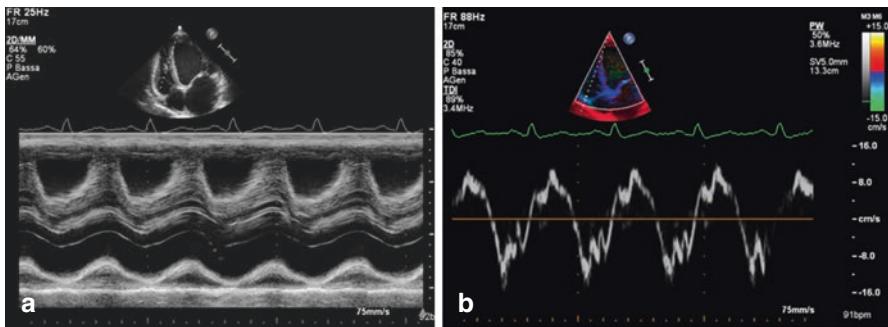 FR 25Hz
17cm
2D/MM
64% 60%
C 55
P Bassa
AGen
a
75mm/s
FR 88Hz
17cm
2D
85%
C 40
P Bassa
AGen
TDI
89%
3.4MHz
PW
50%
3.6MHz
SV5.0mm
13.3cm
M3 M6
+15.0
-15.0
cm/s
-16.0
-8.0
-cm/s
--8.0
--16.0
b
75mm/s
91bpm